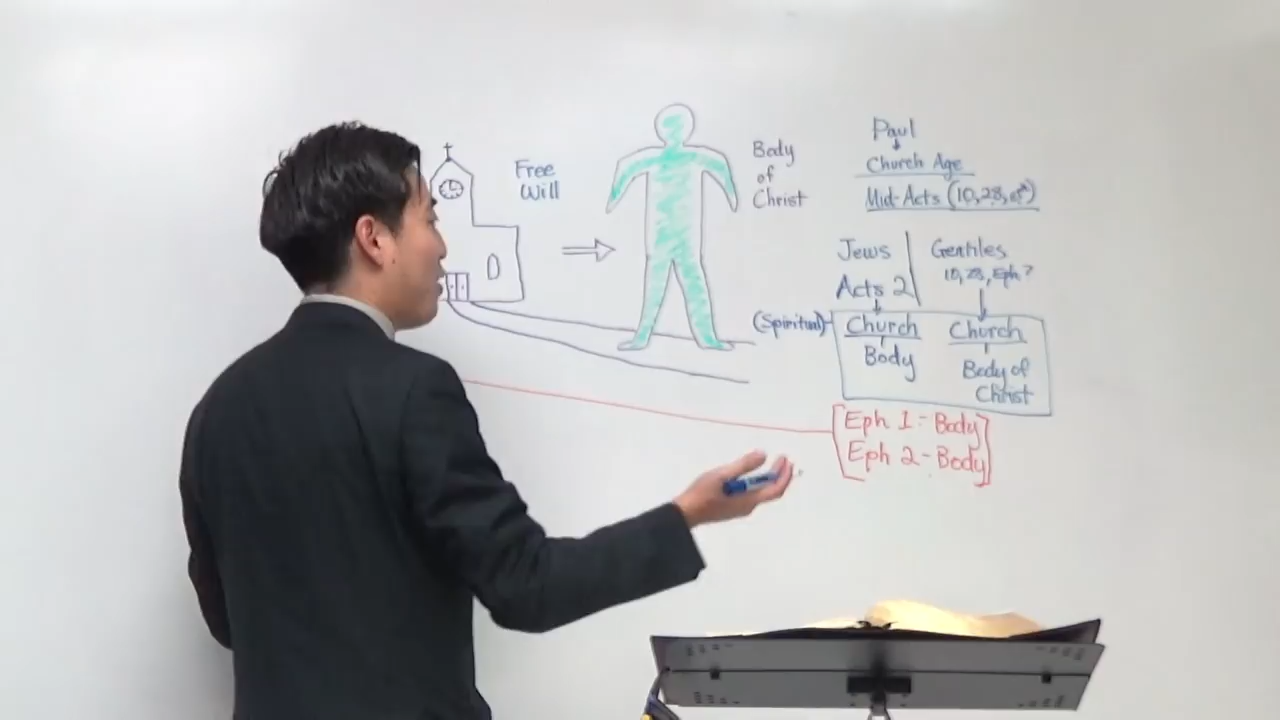 Free
Will
Body
of
Christ
Paul
Church Age
Mid-Acts (10, 28, etc)
Jews
Acts 2
Gentiles
10, 28, Eph?
(Spiritual)
Church
Body
Church
Body of
Christ
Eph 1 - Body
Eph 2 - Body